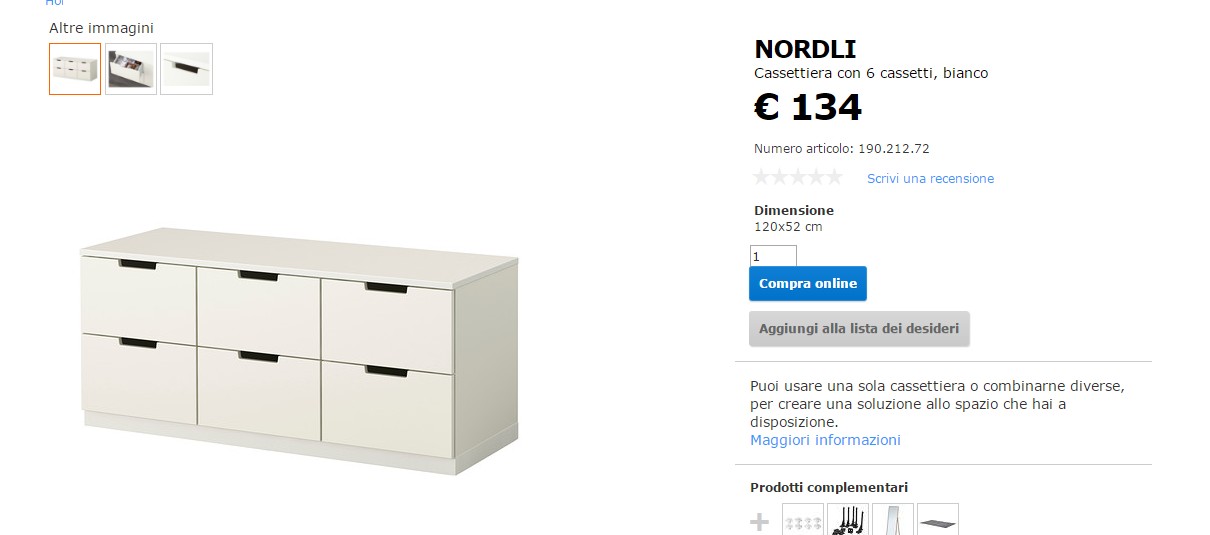 Altre immagini
NORDLI
Cassettiera con 6 cassetti, bianco
€ 134
Numero articolo: 190.212.72
Scrivi una recensione
Dimensione
120x52 cm
1
Compra online
Aggiungi alla lista dei desideri
Puoi usare una sola cassettiera o combinarne diverse,
per creare una soluzione allo spazio che hai a
disposizione.
Maggiori informazioni
Prodotti complementari
+